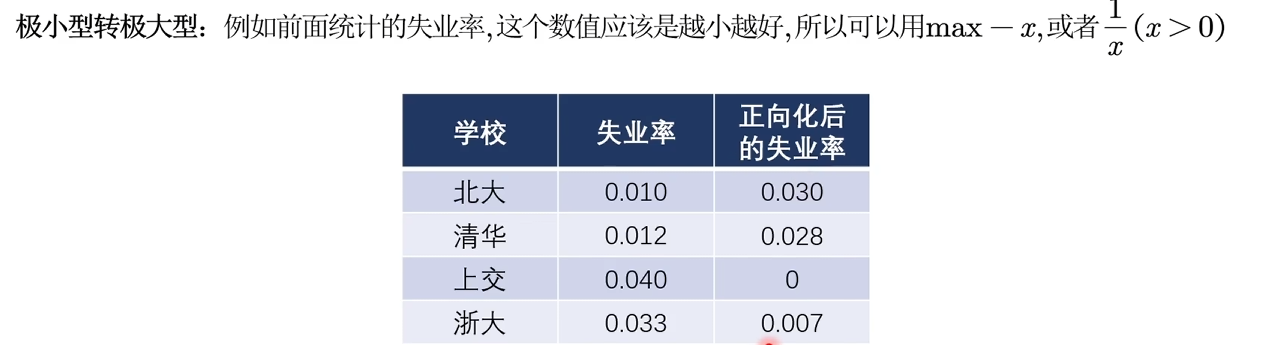 极小型转极大型：例如前面统计的失业率,这个数值应该是越小越好,所以可以用max − x,或者1/x (x > 0)
学校 失业率 正向化后的失业率
北大 0.010 0.030
清华 0.012 0.028
上交 0.040 0
浙大 0.033 0.007